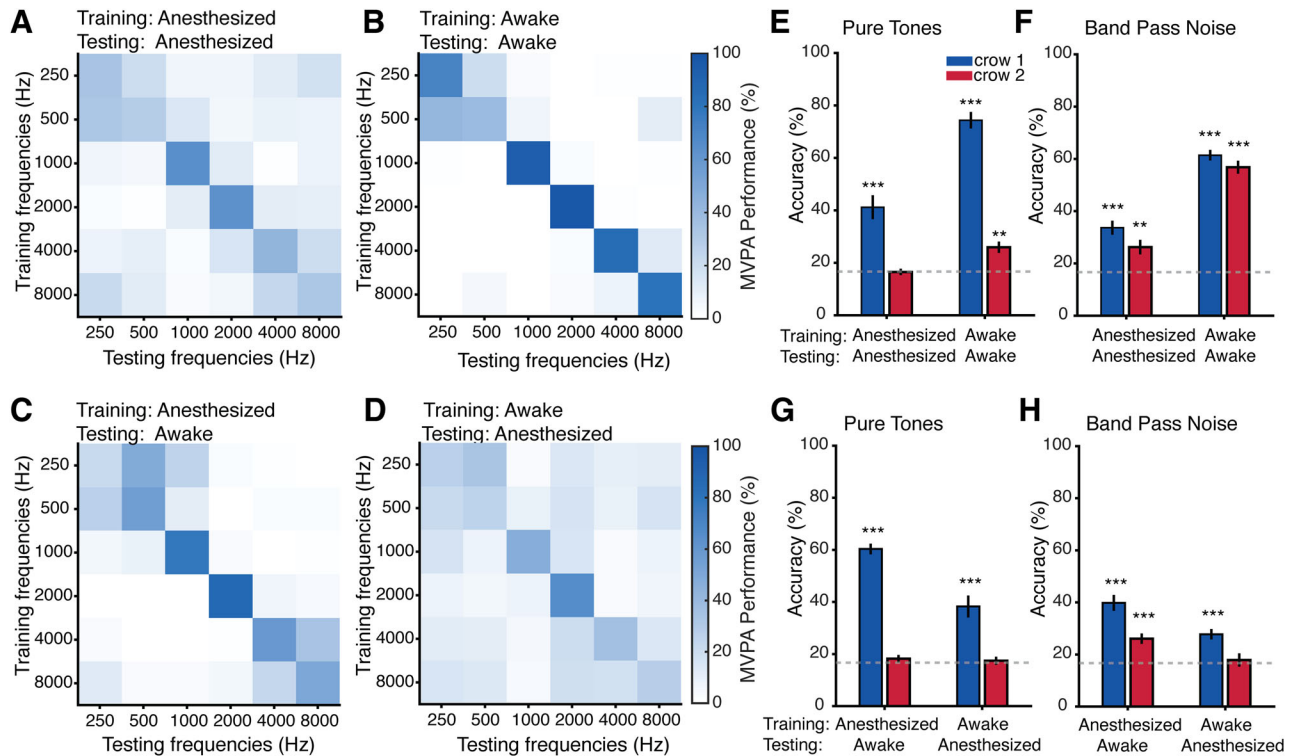 A
Training: Anesthesized
Testing: Anesthesized
Training frequencies (Hz)
250
500
1000
2000
4000
8000
250 500 1000 2000 4000 8000
Testing frequencies (Hz)
B
Training: Awake
Testing: Awake
250
500
1000
2000
4000
8000
Training frequencies (Hz)
250 500 1000 2000 4000 8000
Testing frequencies (Hz)
100
80
60
40
20
0
MVPA Performance (%)
E
Pure Tones
crow 1
crow 2
Accuracy (%)
100
80
60
40
20
0
***
***
**
Training: Anesthesized Awake
Testing: Anesthesized Awake
F
Band Pass Noise
Accuracy (%)
100
80
60
40
20
0
***
**
***
***
Anesthesized Awake
Anesthesized Awake
C
Training: Anesthesized
Testing: Awake
Training frequencies (Hz)
250
500
1000
2000
4000
8000
250 500 1000 2000 4000 8000
Testing frequencies (Hz)
D
Training: Awake
Testing: Anesthesized
Training frequencies (Hz)
250
500
1000
2000
4000
8000
250 500 1000 2000 4000 8000
Testing frequencies (Hz)
100
80
60
40
20
0
MVPA Performance (%)
G
Pure Tones
Accuracy (%)
100
80
60
40
20
0
***
***
Training: Anesthesized Awake
Testing: Awake Anesthesized
H
Band Pass Noise
Accuracy (%)
100
80
60
40
20
0
***
***
***
Anesthesized Awake
Awake Anesthesized